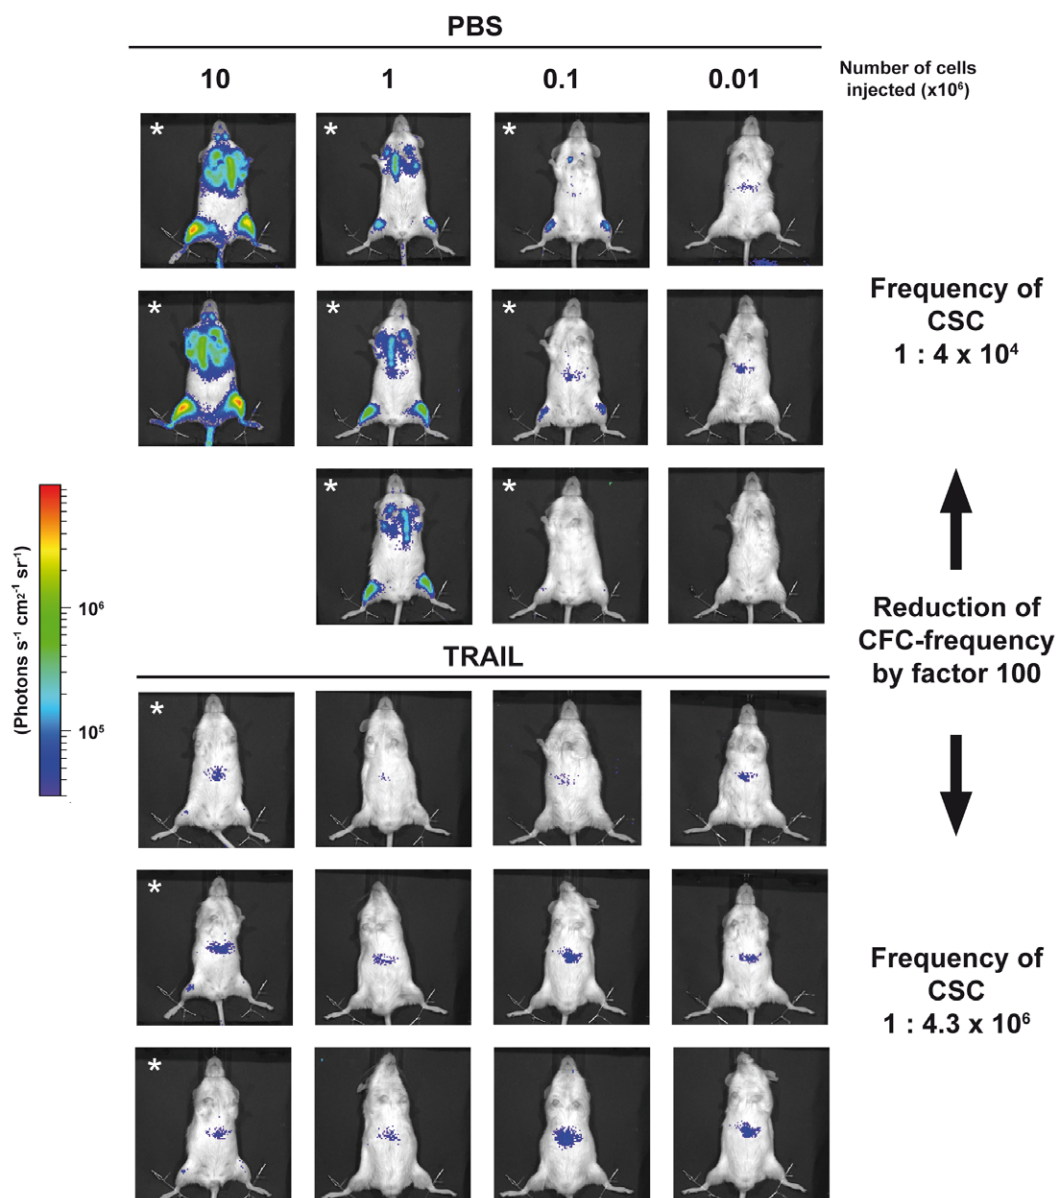 PBS
10 1 0.1 0.01
Number of cells
injected (x10⁶)
* * *
* * *
Frequency of
CSC
1 : 4 x 10⁴
* *
(Photons s⁻¹ cm²⁻¹ sr⁻¹)
10⁶
10⁵
Reduction of
CFC-frequency
by factor 100
TRAIL
*
*
Frequency of
CSC
1 : 4.3 x 10⁶
*